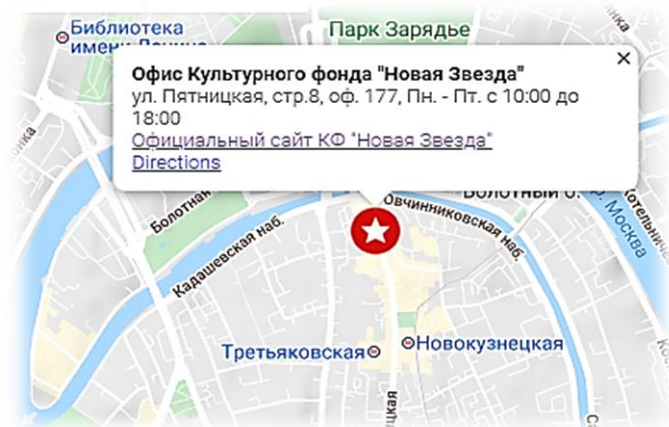 Библиотека
имени Ленина
Парк Зарядье
Офис Культурного фонда "Новая Звезда"
ул. Пятницкая, стр.8, оф. 177, Пн. - Пт. с 10:00 до
18:00
Официальный сайт КФ "Новая Звезда"
Directions
Болотная
Овчинниковская наб.
Болотный о.
р. Москва
Кадашевская наб.
Третьяковская
Новокузнецкая